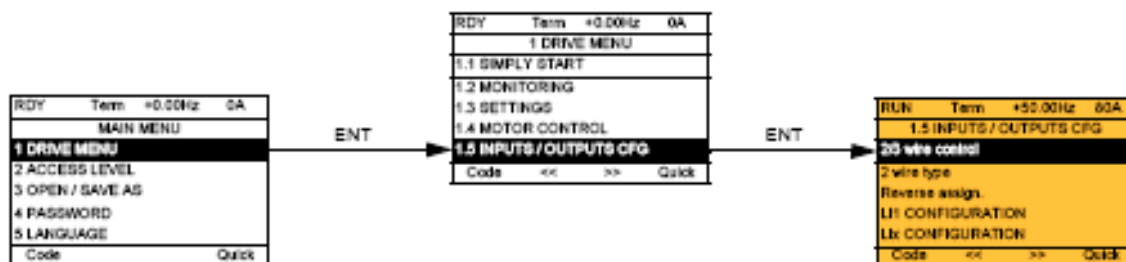 RDY Term +0.00Hz 0A
MAIN MENU
1 DRIVE MENU
2 ACCESS LEVEL
3 OPEN / SAVE AS
4 PASSWORD
5 LANGUAGE
Code Quick
ENT
RDY Term +0.00Hz 0A
1 DRIVE MENU
1.1 SIMPLY START
1.2 MONITORING
1.3 SETTINGS
1.4 MOTOR CONTROL
1.5 INPUTS / OUTPUTS CFG
Code << >> Quick
ENT
RUN Term +50.00Hz 80A
1.5 INPUTS / OUTPUTS CFG
2/3 wire control
2 wire type
Reverse assign.
LI1 CONFIGURATION
LIx CONFIGURATION
Code << >> Quick